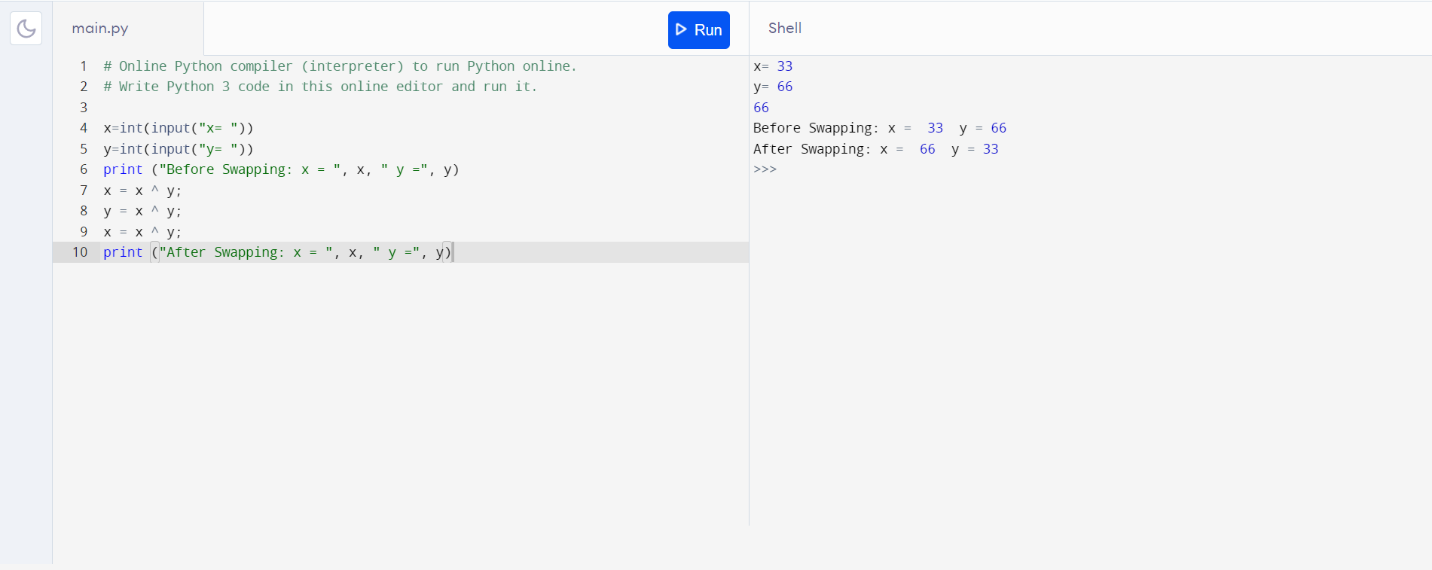 main.py
Run
Shell
1 # Online Python compiler (interpreter) to run Python online.
2 # Write Python 3 code in this online editor and run it.
3
4 x=int(input("x= "))
5 y=int(input("y= "))
6 print ("Before Swapping: x = ", x, " y =", y)
7 x = x ^ y;
8 y = x ^ y;
9 x = x ^ y;
10 print ("After Swapping: x = ", x, " y =", y)
x= 33
y= 66
66
Before Swapping: x =  33  y = 66
After Swapping: x =  66  y = 33
>>>